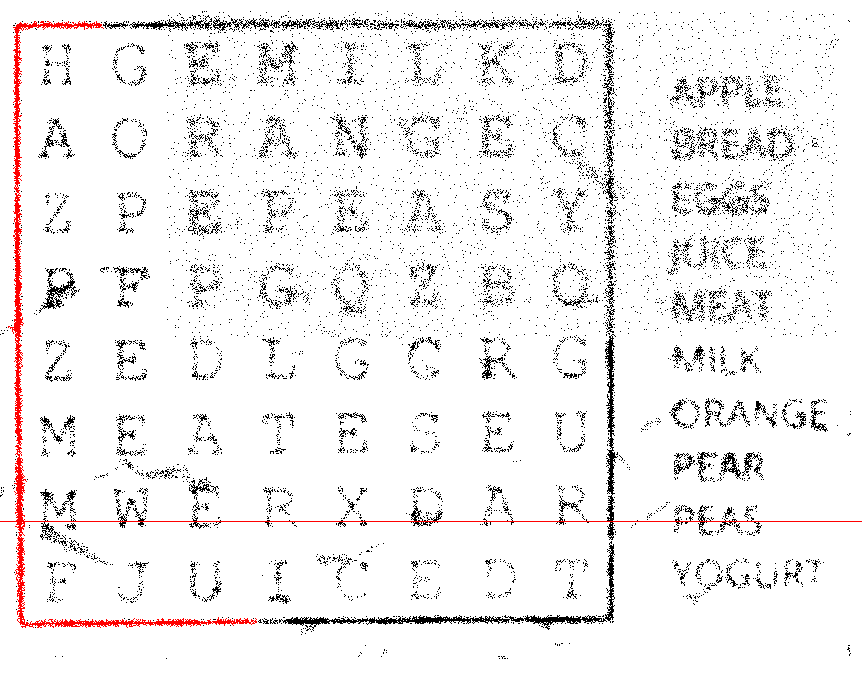 H G E M I L K D
A O R A N G E C
Z P E P E A S Y
P F P G Q Z B O
Z E D L G G R G
M E A T E S E U
M W E R X D A R
F J U I C E D T
APPLE
BREAD
EGGS
JUICE
MEAT
MILK
ORANGE
PEAR
PEAS
YOGURT